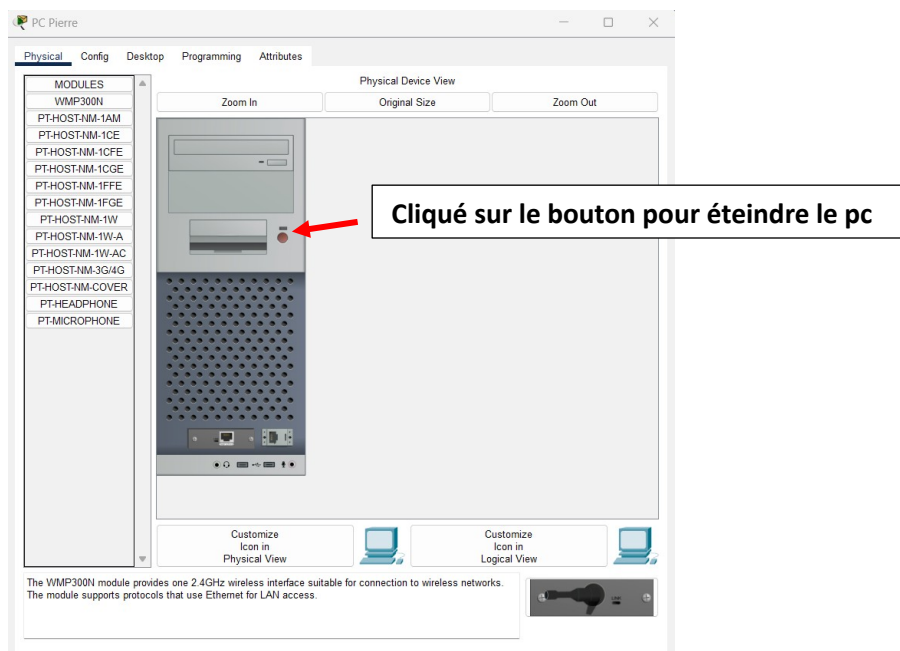 PC Pierre
Physical Config Desktop Programming Attributes
MODULES
WMP300N
PT-HOST-NM-1AM
PT-HOST-NM-1CE
PT-HOST-NM-1CFE
PT-HOST-NM-1CGE
PT-HOST-NM-1FFE
PT-HOST-NM-1FGE
PT-HOST-NM-1W
PT-HOST-NM-1W-A
PT-HOST-NM-1W-AC
PT-HOST-NM-3G/4G
PT-HOST-NM-COVER
PT-HEADPHONE
PT-MICROPHONE
Physical Device View
Zoom In Original Size Zoom Out
Cliqué sur le bouton pour éteindre le pc
Customize
Icon in
Physical View
Customize
Icon in
Logical View
The WMP300N module provides one 2.4GHz wireless interface suitable for connection to wireless networks.
The module supports protocols that use Ethernet for LAN access.